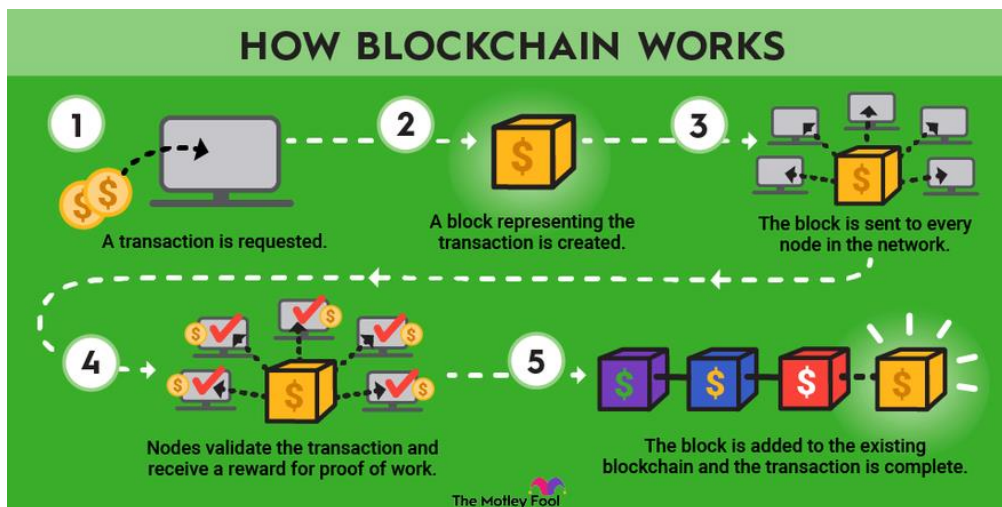 HOW BLOCKCHAIN WORKS
1
2
3
$
$
$
$
A transaction is requested.
A block representing the
transaction is created.
The block is sent to every
node in the network.
4
5
$
$
$
$
$
$
$
$
$
$
Nodes validate the transaction and
receive a reward for proof of work.
The block is added to the existing
blockchain and the transaction is complete.
The Motley Fool